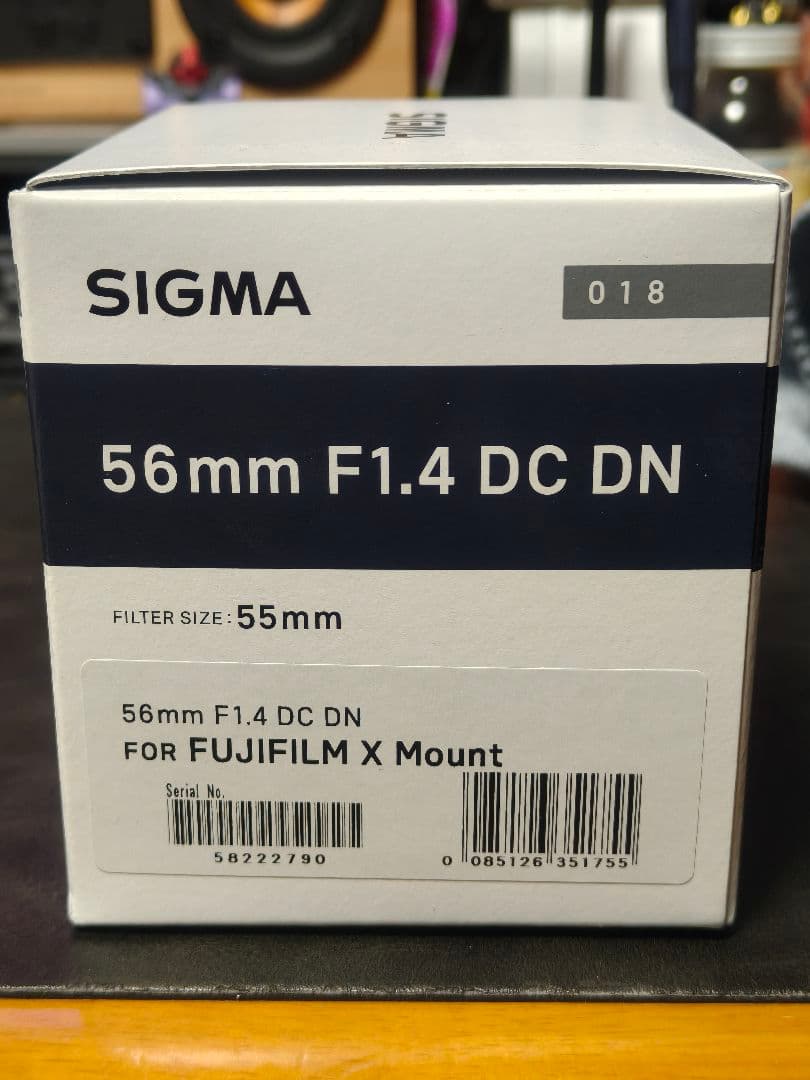 SIGMA
SIGMA
018
56mm F1.4 DC DN
FILTER SIZE: 55mm
56mm F1.4 DC DN
FOR FUJIFILM X Mount
Serial No.
58222790
0 085126 351755